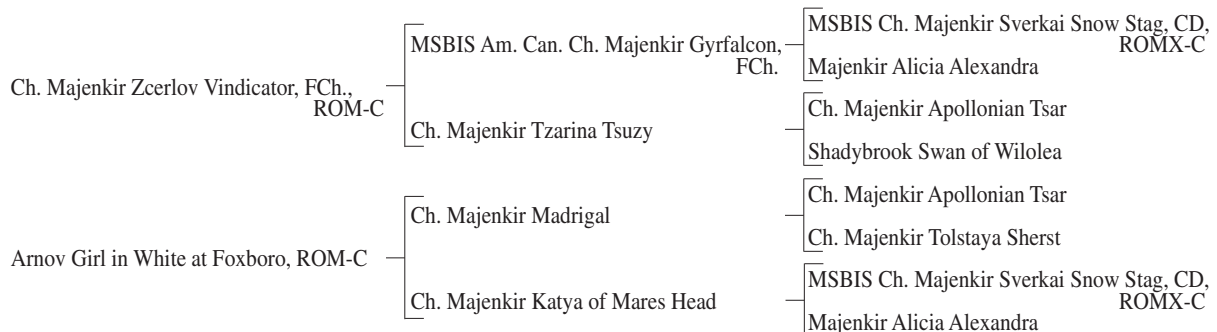 MSBIS Ch. Majenkir Sverkai Snow Stag, CD,
ROMX-C
MSBIS Am. Can. Ch. Majenkir Gyrfalcon,
FCh.
Majenkir Alicia Alexandra
Ch. Majenkir Zcerlov Vindicator, FCh.,
ROM-C
Ch. Majenkir Apollonian Tsar
Ch. Majenkir Tzarina Tsuzy
Shadybrook Swan of Wilolea
Ch. Majenkir Apollonian Tsar
Ch. Majenkir Madrigal
Ch. Majenkir Tolstaya Sherst
Arnov Girl in White at Foxboro, ROM-C
MSBIS Ch. Majenkir Sverkai Snow Stag, CD,
ROMX-C
Ch. Majenkir Katya of Mares Head
Majenkir Alicia Alexandra